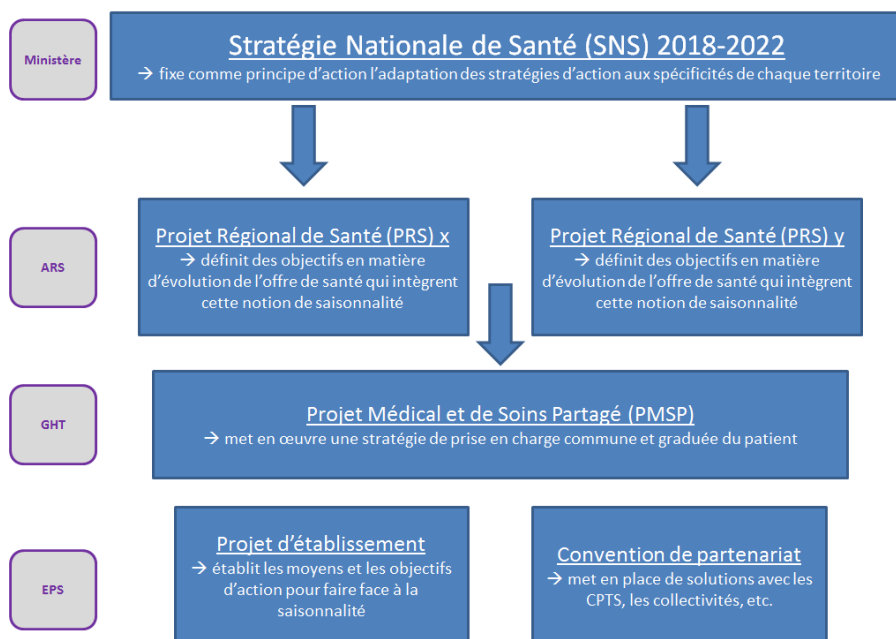 Ministère
Stratégie Nationale de Santé (SNS) 2018-2022
→ fixe comme principe d'action l'adaptation des stratégies d'action aux spécificités de chaque territoire
ARS
Projet Régional de Santé (PRS) x
→ définit des objectifs en matière
d'évolution de l'offre de santé qui intègrent
cette notion de saisonnalité
Projet Régional de Santé (PRS) y
→ définit des objectifs en matière
d'évolution de l'offre de santé qui intègrent
cette notion de saisonnalité
GHT
Projet Médical et de Soins Partagé (PMSP)
→ met en œuvre une stratégie de prise en charge commune et graduée du patient
EPS
Projet d'établissement
→ établit les moyens et les objectifs
d'action pour faire face à la
saisonnalité
Convention de partenariat
→ met en place de solutions avec les
CPTS, les collectivités, etc.